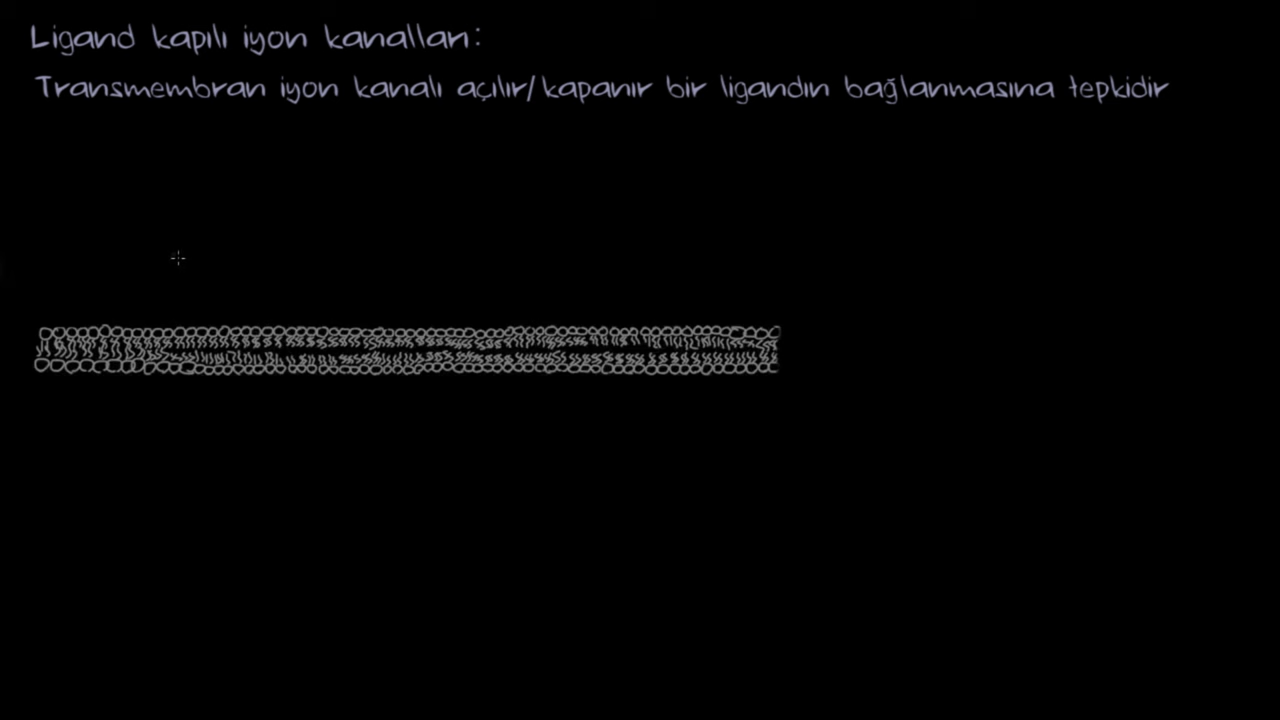 Ligand kapılı iyon kanalları:
Transmembran iyon kanalı açılır/kapanır bir ligandın bağlanmasına tepkidir